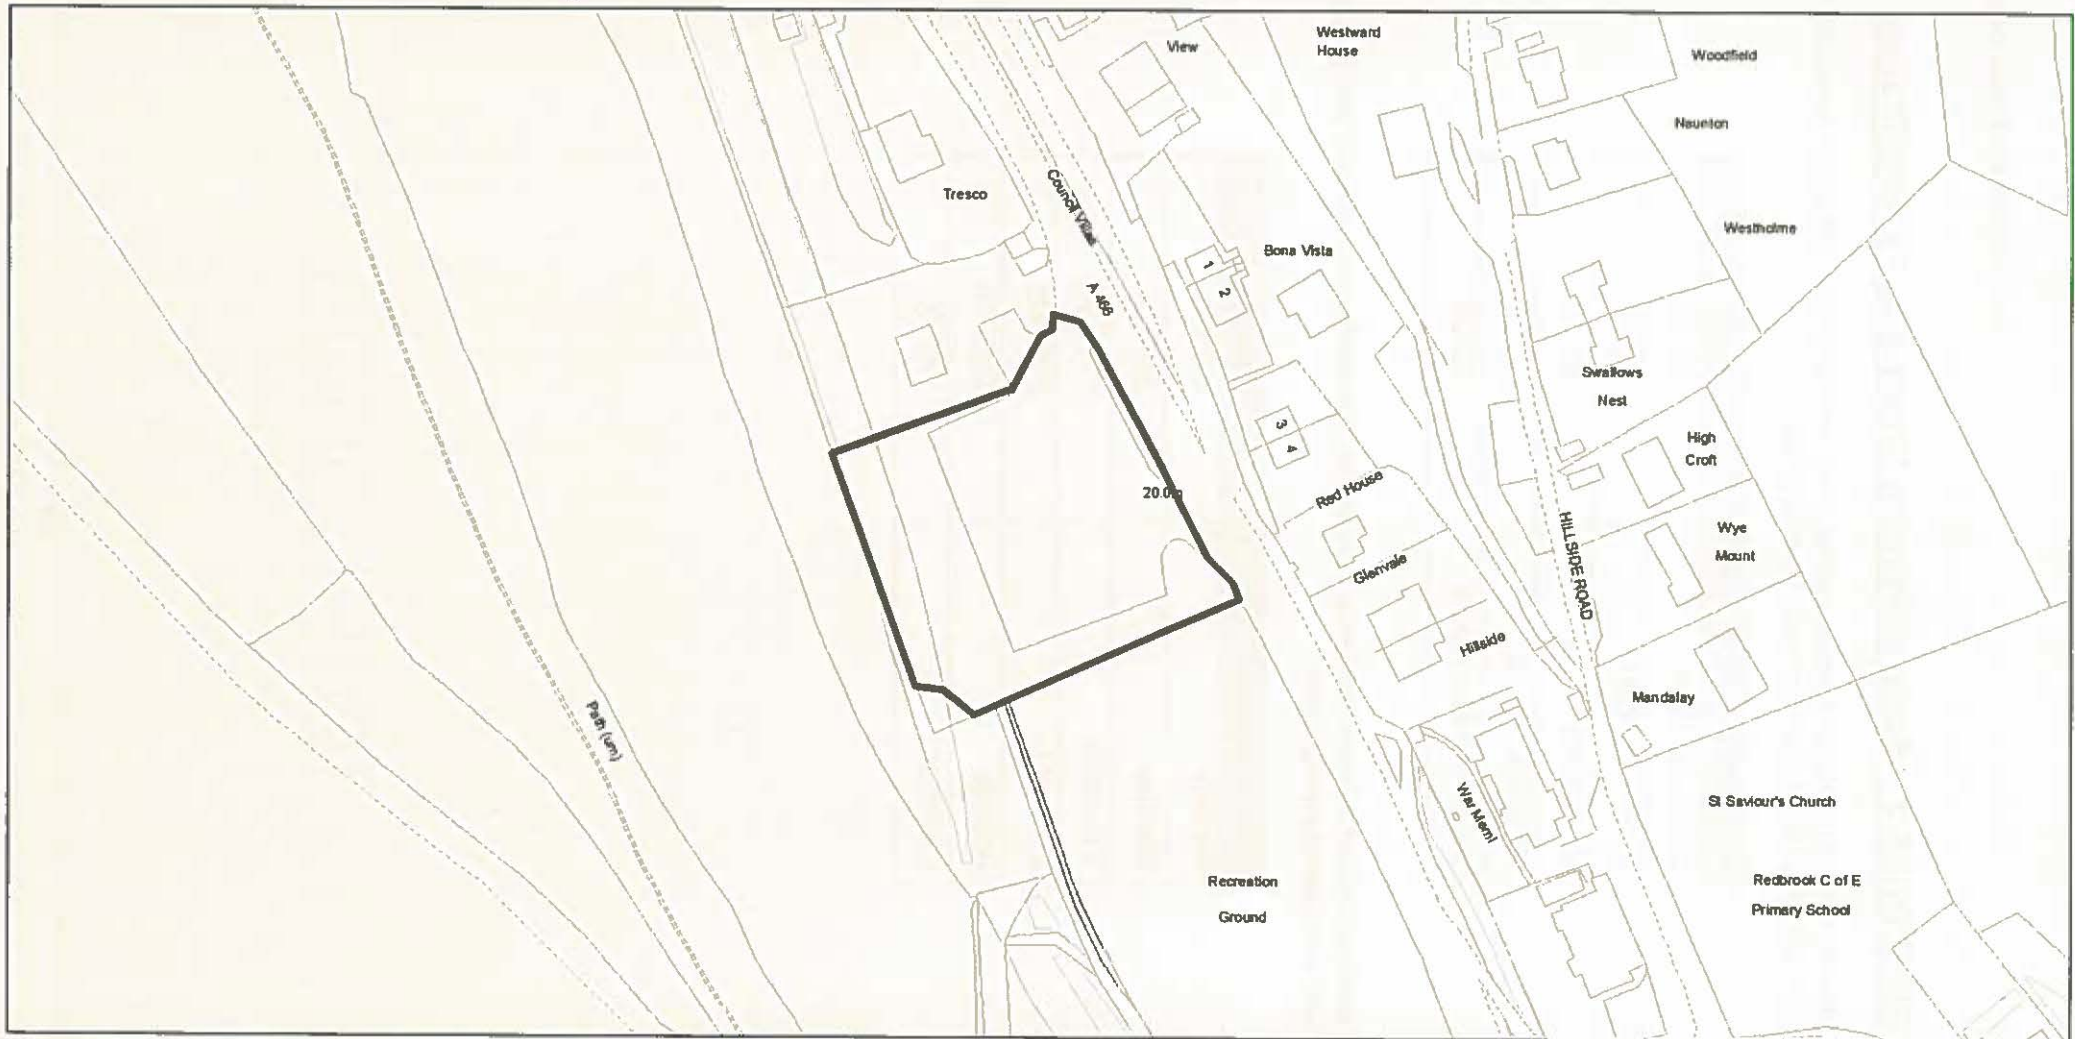 View
Westward
House
Woodfield
Naunton
Tresco
Council Villas
Westholme
Bona Vista
1
2
A 466
Swallows
Nest
3
4
High
Croft
Red House
20.0m
Wye
Mount
HILLSIDE ROAD
Glenvale
Hillside
Mandalay
Path (um)
War Meml
St Saviour's Church
Recreation
Ground
Redbrook C of E
Primary School